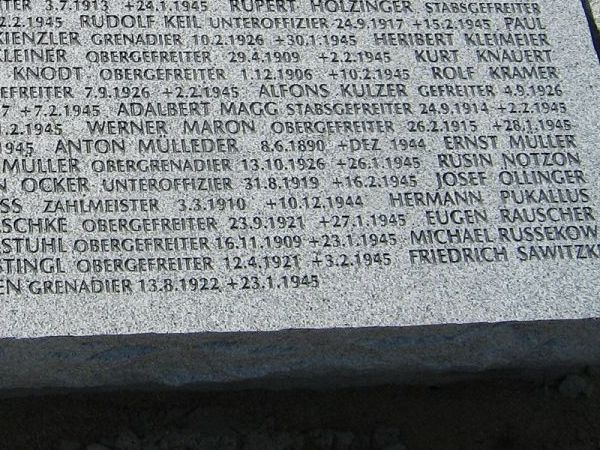 3.7.1913 +24.1.1945 RUPERT HOLZINGER STABSGEFREITER
2.2.1945 RUDOLF KEIL UNTEROFFIZIER 24.9.1917 +15.2.1945 PAUL
KIENZLER GRENADIER 10.2.1926 +30.1.1945 HERIBERT KLEIMEIER
KLEINER OBERGEFREITER 29.4.1909 +2.2.1945 KURT KNAUERT
KNODT OBERGEFREITER 1.12.1906 +10.2.1945 ROLF KRAMER
GEFREITER 7.9.1926 +2.2.1945 ALFONS KULZER GEFREITER 4.9.1926
+7.2.1945 ADALBERT MAGG STABSGEFREITER 24.9.1914 +2.2.1945
.2.1945 WERNER MARON OBERGEFREITER 26.2.1915 +28.1.1945
1945 ANTON MÜLLEDER 8.6.1890 +DEZ 1944 ERNST MÜLLER
MÜLLER OBERGRENADIER 13.10.1926 +26.1.1945 RUSIN NOTZON
OCKER UNTEROFFIZIER 31.8.1919 +16.2.1945 JOSEF OLLINGER
SS ZAHLMEISTER 3.3.1910 +10.12.1944 HERMANN PUKALLUS
SCHKE OBERGEFREITER 23.9.1921 +27.1.1945 EUGEN RAUSCHER
STUHL OBERGEFREITER 16.11.1909 +23.1.1945 MICHAEL RUSSEKOW
STINGL OBERGEFREITER 12.4.1921 +3.2.1945 FRIEDRICH SAWITZK
EN GRENADIER 13.8.1922 +23.1.1945